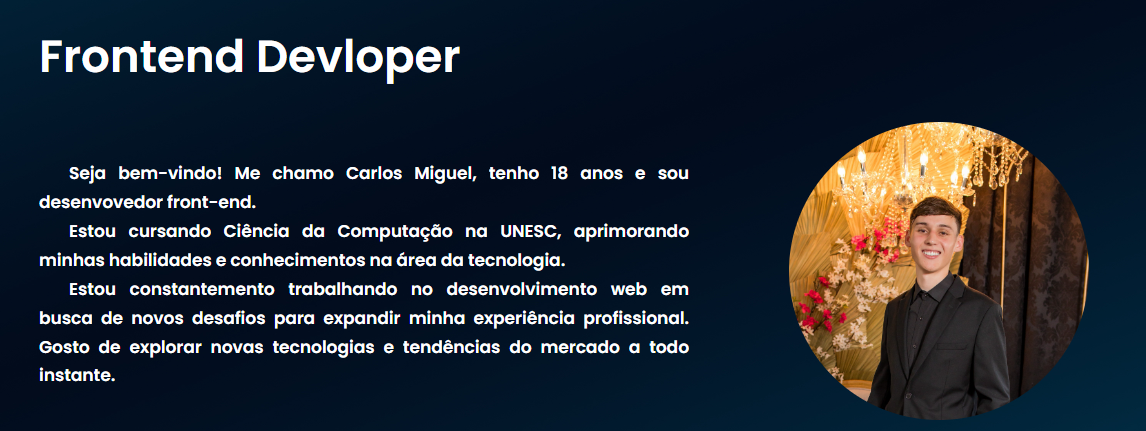 Frontend Devloper
Seja bem-vindo! Me chamo Carlos Miguel, tenho 18 anos e sou
desenvovedor front-end.
Estou cursando Ciência da Computação na UNESC, aprimorando
minhas habilidades e conhecimentos na área da tecnologia.
Estou constantemento trabalhando no desenvolvimento web em
busca de novos desafios para expandir minha experiência profissional.
Gosto de explorar novas tecnologias e tendências do mercado a todo
instante.